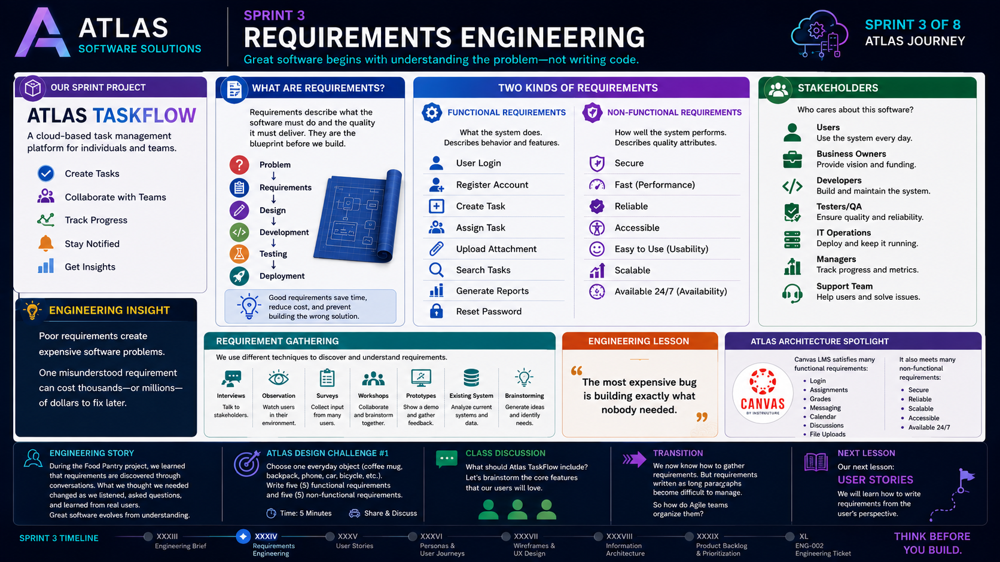 ATLAS
SOFTWARE SOLUTIONS
SPRINT 3
REQUIREMENTS ENGINEERING
Great software begins with understanding the problem—not writing code.
SPRINT 3 OF 8
ATLAS JOURNEY
OUR SPRINT PROJECT
ATLAS TASKFLOW
A cloud-based task management
platform for individuals and teams.
Create Tasks
Collaborate with Teams
Track Progress
Stay Notified
Get Insights
ENGINEERING INSIGHT
Poor requirements create
expensive software problems.
One misunderstood requirement
can cost thousands—or millions—
of dollars to fix later.
WHAT ARE REQUIREMENTS?
Requirements describe what the
software must do and the quality
it must deliver. They are the
blueprint before we build.
Problem
↓
Requirements
↓
Design
↓
Development
↓
Testing
↓
Deployment
Good requirements save time,
reduce cost, and prevent
building the wrong solution.
TWO KINDS OF REQUIREMENTS
FUNCTIONAL REQUIREMENTS
What the system does.
Describes behavior and features.
User Login
Register Account
Create Task
Assign Task
Upload Attachment
Search Tasks
Generate Reports
Reset Password
NON-FUNCTIONAL REQUIREMENTS
How well the system performs.
Describes quality attributes.
Secure
Fast (Performance)
Reliable
Accessible
Easy to Use (Usability)
Scalable
Available 24/7 (Availability)
STAKEHOLDERS
Who cares about this software?
Users
Use the system every day.
Business Owners
Provide vision and funding.
Developers
Build and maintain the system.
Testers/QA
Ensure quality and reliability.
IT Operations
Deploy and keep it running.
Managers
Track progress and metrics.
Support Team
Help users and solve issues.
REQUIREMENT GATHERING
We use different techniques to discover and understand requirements.
Interviews
Talk to
stakeholders.
Observation
Watch users
in their
environment.
Surveys
Collect input
from many
users.
Workshops
Collaborate
and brainstorm
together.
Prototypes
Show a demo
and gather
feedback.
Existing System
Analyze current
systems and
data.
Brainstorming
Generate ideas
and identify
needs.
ENGINEERING LESSON
“The most expensive bug
is building exactly what
nobody needed.”
ATLAS ARCHITECTURE SPOTLIGHT
CANVAS
BY INSTRUUTURE
Canvas LMS satisfies many
functional requirements:
• Login
• Assignments
• Grades
• Messaging
• Calendar
• Discussions
• File Uploads
It also meets many
non-functional
requirements:
• Secure
• Reliable
• Scalable
• Accessible
• Available 24/7
ENGINEERING STORY
During the Food Pantry project, we learned
that requirements are discovered through
conversations. What we thought we needed
changed as we listened, asked questions,
and learned from real users.
Great software evolves from understanding.
ATLAS DESIGN CHALLENGE #1
Choose one everyday object (coffee mug,
backpack, phone, car, bicycle, etc.).
Write five (5) functional requirements
and five (5) non-functional requirements.
Time: 5 Minutes
Share & Discuss
CLASS DISCUSSION
What should Atlas TaskFlow include?
Let's brainstorm the core features
that our users will love.
TRANSITION
We now know how to gather
requirements. But requirements
written as long paragraphs
become difficult to manage.
So how do Agile teams
organize them?
NEXT LESSON
Our next lesson:
USER STORIES
We will learn how to write
requirements from the
user's perspective.
SPRINT 3 TIMELINE
XXXIII
Engineering Brief
XXXIV
Requirements
Engineering
XXXV
User Stories
XXXVI
Personas &
User Journeys
XXXVII
Wireframes &
UX Design
XXXVIII
Information
Architecture
XXXIX
Product Backlog
& Prioritization
XL
ENG-002
Engineering Ticket
THINK BEFORE
YOU BUILD.